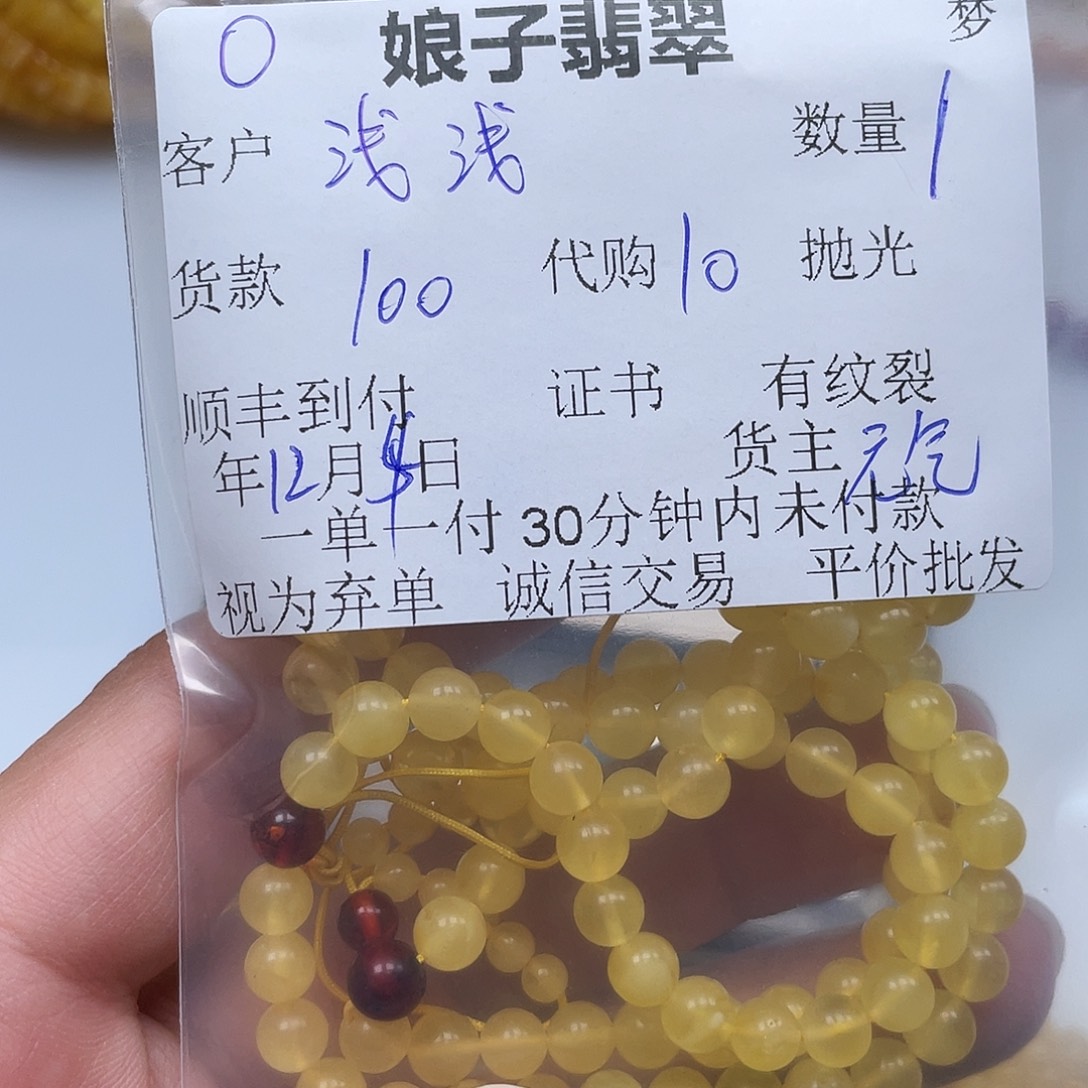 梦
0 娘子翡翠
客户 浅浅 数量 1
货款 100 代购 10 抛光
顺丰到付 证书 有纹裂
年12月 日 货主 元气
一单一付 30分钟内未付款
视为弃单 诚信交易 平价批发